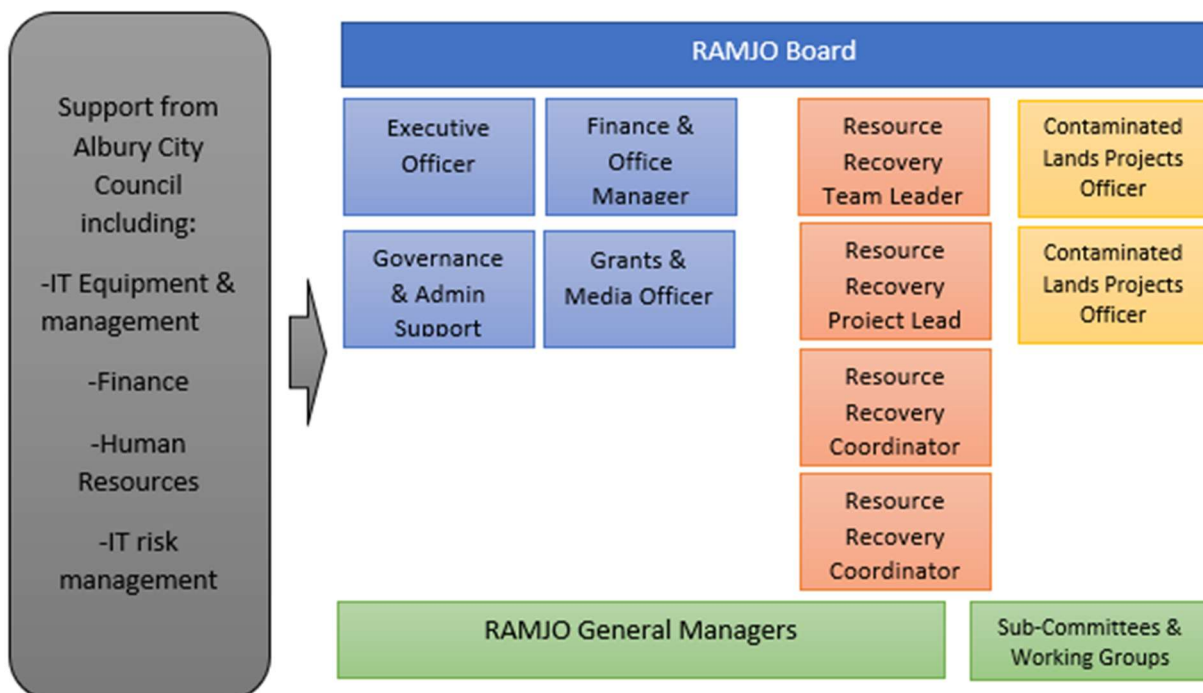 Support from
Albury City
Council
including:
-IT Equipment &
management
-Finance
-Human
Resources
-IT risk
management
RAMJO Board
Executive
Officer
Finance &
Office
Manager
Resource
Recovery
Team Leader
Contaminated
Lands Projects
Officer
Governance
& Admin
Support
Grants &
Media Officer
Resource
Recovery
Project Lead
Contaminated
Lands Projects
Officer
Resource
Recovery
Coordinator
Resource
Recovery
Coordinator
RAMJO General Managers
Sub-Committees &
Working Groups